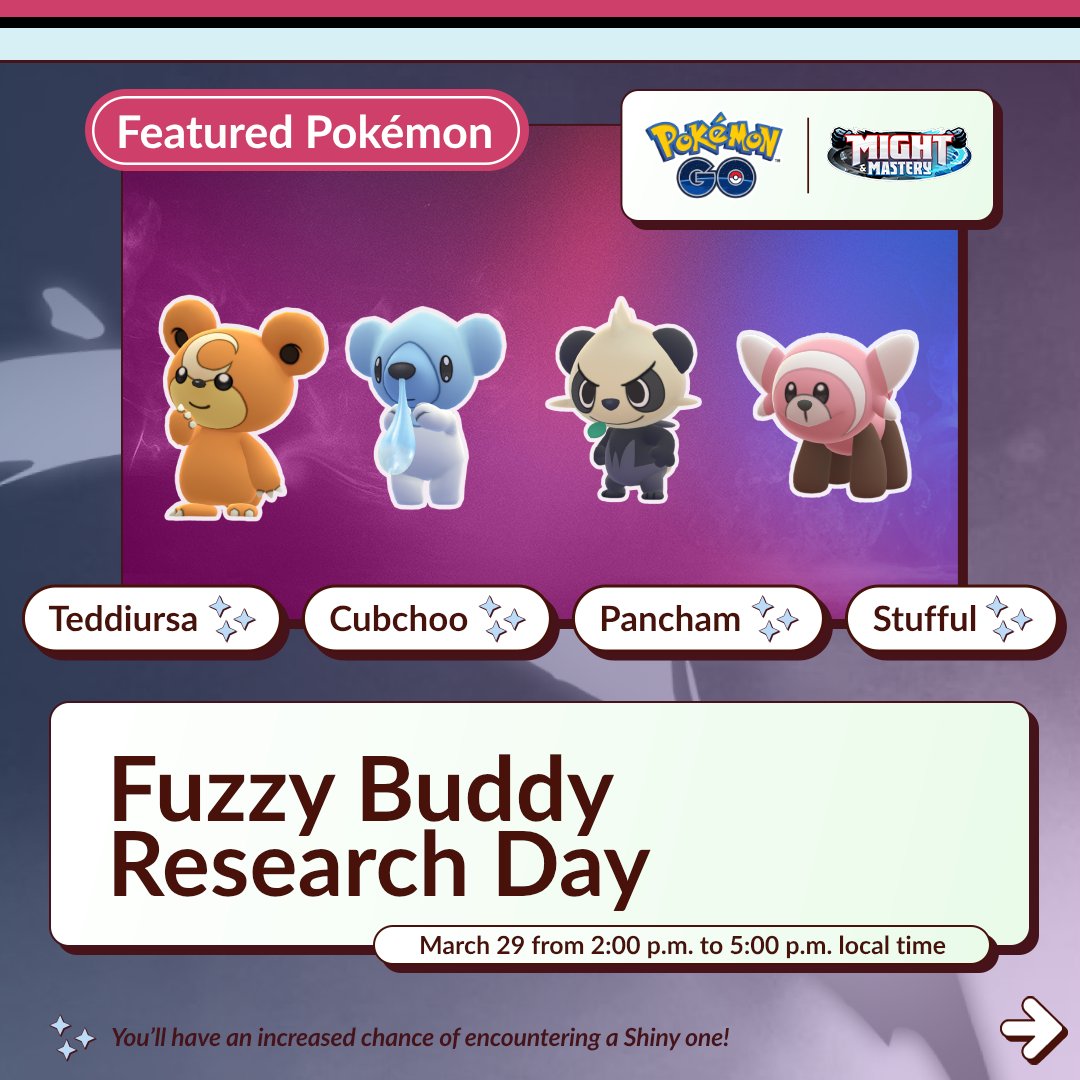 Featured Pokémon
POKÉMON
GO
MIGHT
& MASTERY
Teddiursa
Cubchoo
Pancham
Stufful
Fuzzy Buddy
Research Day
March 29 from 2:00 p.m. to 5:00 p.m. local time
You'll have an increased chance of encountering a Shiny one!